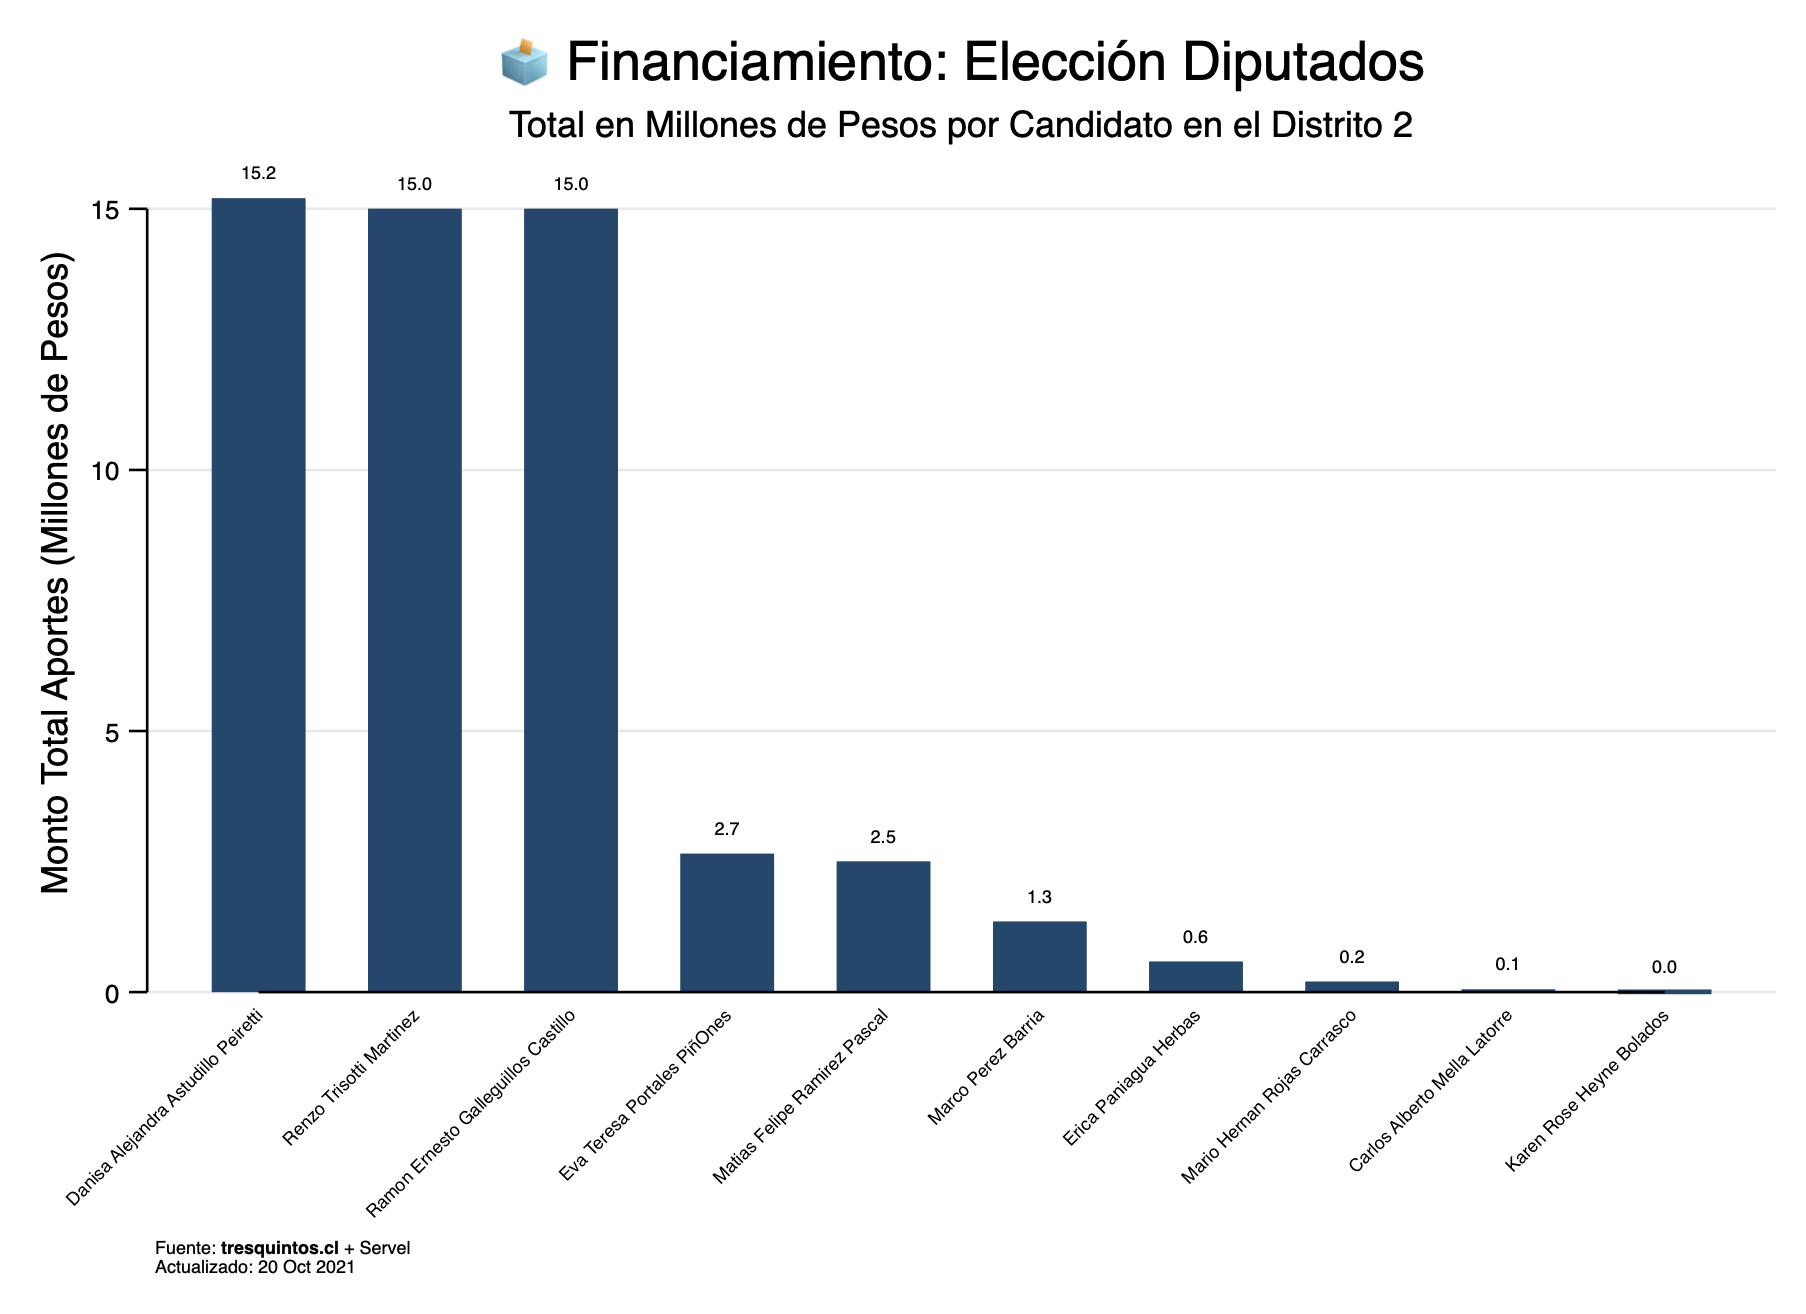 Financiamiento: Elección Diputados
Total en Millones de Pesos por Candidato en el Distrito 2
Monto Total Aportes (Millones de Pesos)
15
10
5
0
15.2
15.0
15.0
2.7
2.5
1.3
0.6
0.2
0.1
0.0
Danisa Alejandra Astudillo Peiretti
Renzo Trisotti Martinez
Ramon Ernesto Galleguillos Castillo
Eva Teresa Portales PiñOnes
Matias Felipe Ramirez Pascal
Marco Perez Barria
Erica Paniagua Herbas
Mario Hernan Rojas Carrasco
Carlos Alberto Mella Latorre
Karen Rose Heyne Bolados
Fuente: tresquintos.cl + Servel
Actualizado: 20 Oct 2021